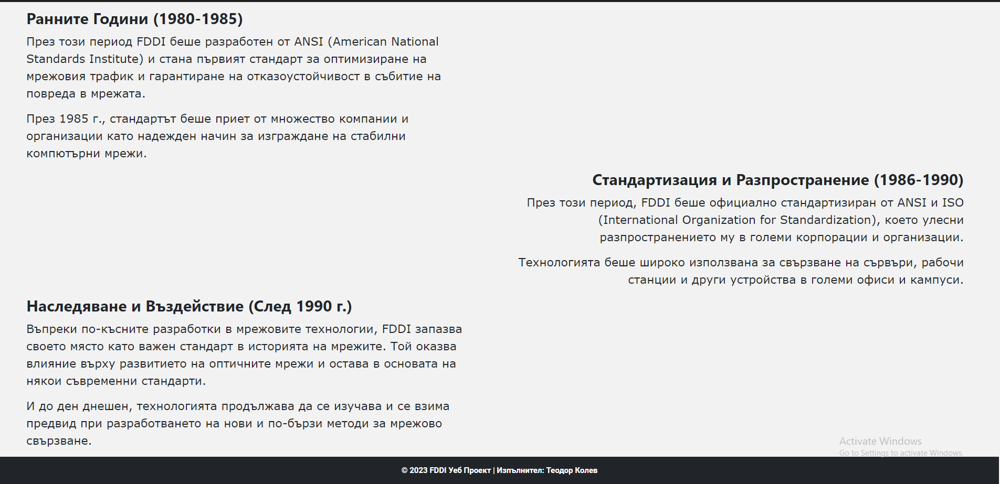 Ранните Години (1980-1985)
През този период FDDI беше разработен от ANSI (American National
Standards Institute) и стана първият стандарт за оптимизиране на
мрежовия трафик и гарантиране на отказоустойчивост в събитие на
повреда в мрежата.
През 1985 г., стандартът беше приет от множество компании и
организации като надежден начин за изграждане на стабилни
компютърни мрежи.
Стандартизация и Разпространение (1986-1990)
През този период, FDDI беше официално стандартизиран от ANSI и ISO
(International Organization for Standardization), което улесни
разпространението му в големи корпорации и организации.
Технологията беше широко използвана за свързване на сървъри, рабочи
станции и други устройства в големи офиси и кампуси.
Наследяване и Въздействие (След 1990 г.)
Въпреки по-късните разработки в мрежовите технологии, FDDI запазва
своето място като важен стандарт в историята на мрежите. Той оказва
влияние върху развитието на оптичните мрежи и остава в основата на
някои съвременни стандарти.
И до ден днешен, технологията продължава да се изучава и се взима
предвид при разработването на нови и по-бързи методи за мрежово
свързване.
Activate Windows
Go to Settings to activate Windows.
© 2023 FDDI Уеб Проект | Изпълнител: Теодор Колев